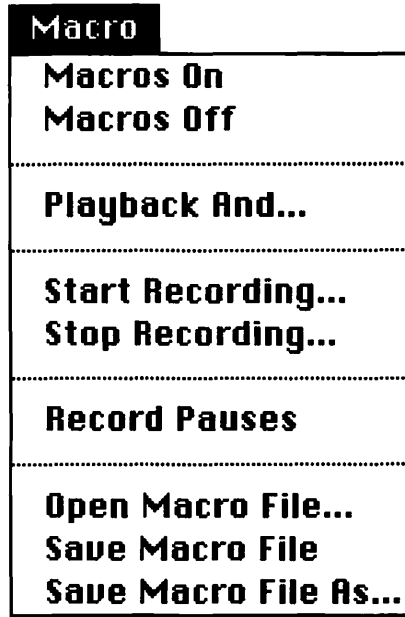 Macro
Macros On
Macros Off
Playback And...
Start Recording...
Stop Recording...
Record Pauses
Open Macro File...
Save Macro File
Save Macro File As...